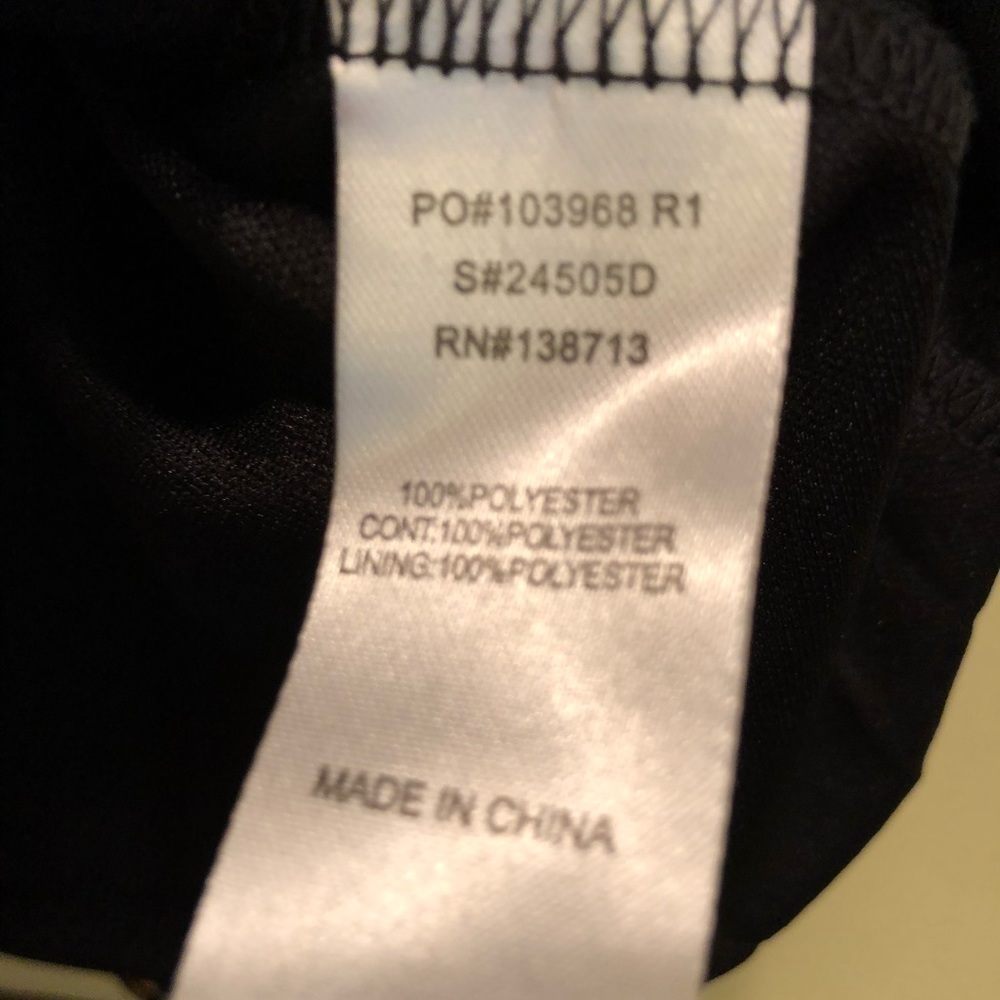 PO#103968 R1
S#24505D
RN#138713
100%POLYESTER
CONT:100%POLYESTER
LINING:100%POLYESTER
MADE IN CHINA